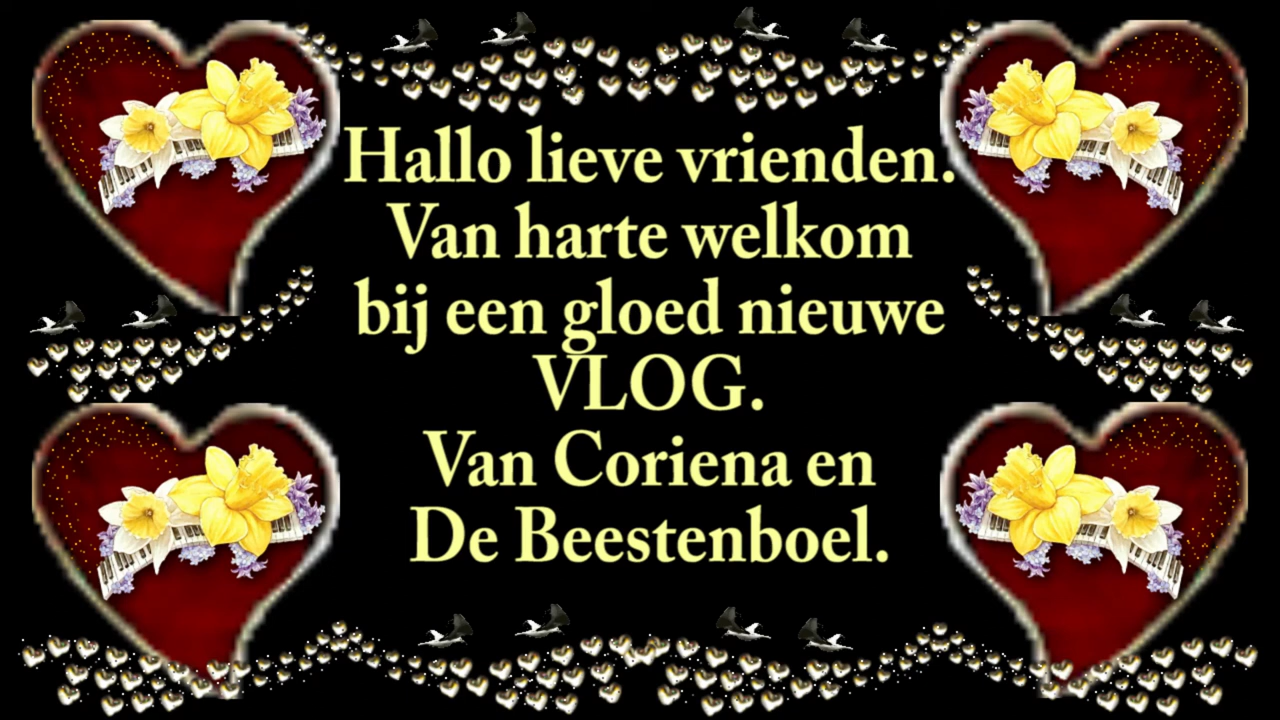 Hallo lieve vrienden.
Van harte welkom
bij een gloed nieuwe
VLOG.
Van Coriena en
De Beestenboel.